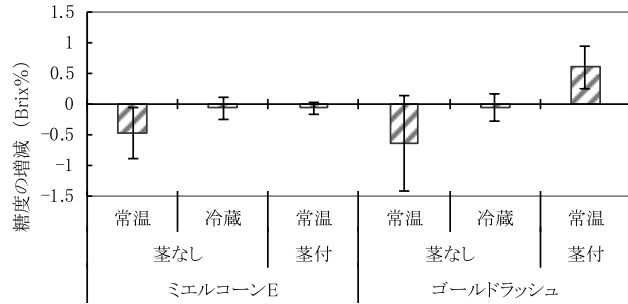 糖度の増減（Brix%）
1.5
1
0.5
0
-0.5
-1
-1.5
常温 冷蔵 常温 常温 冷蔵 常温
茎なし 茎付 茎なし 茎付
ミエルコーンE ゴールドラッシュ